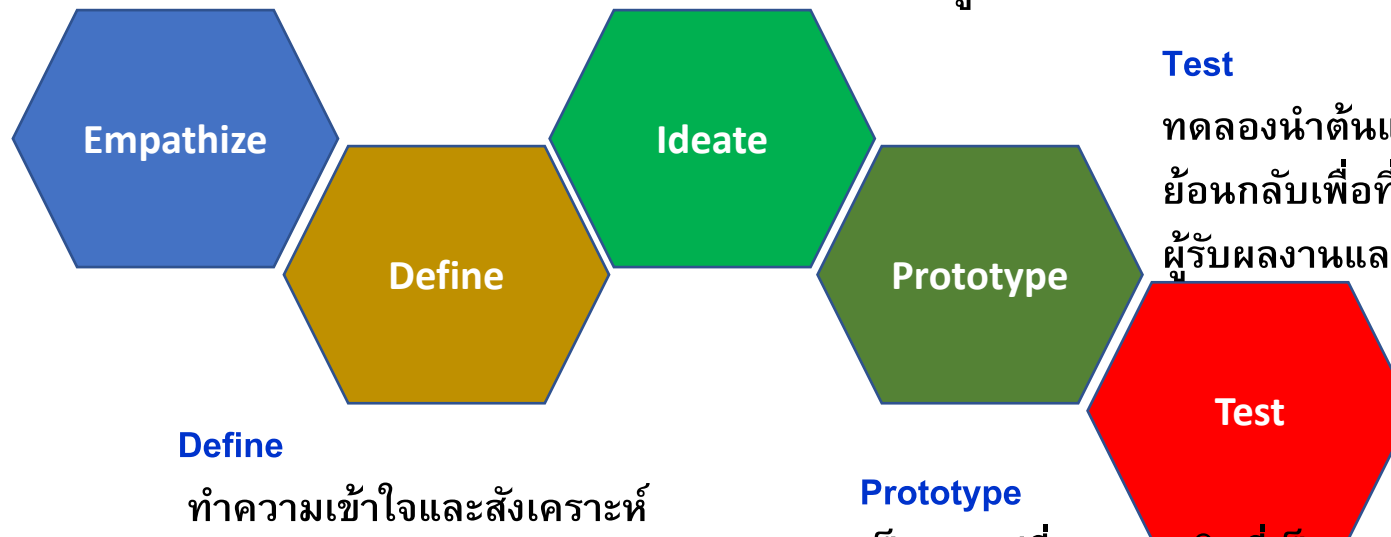 Empathize
Ideate
Define
Prototype
Test
Test
ทดลองนำต้น
ย้อนกลับเพื่อที่
ผู้รับผลงานแล
Define
ทำความเข้าใจและสังเคราะห์
Prototype